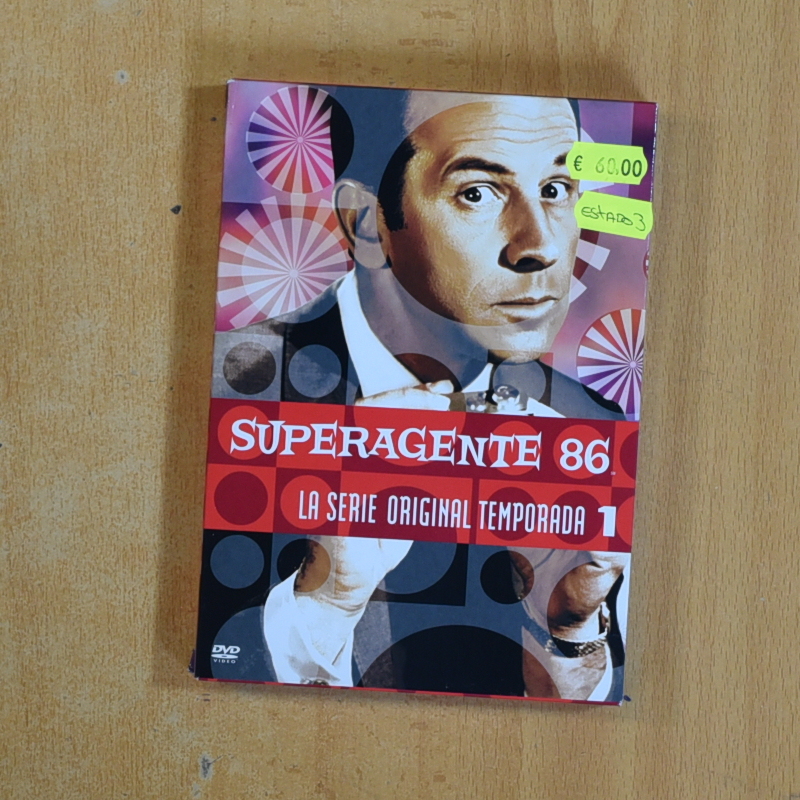 € 60.00
ESTADO 3
SUPERAGENTE 86
LA SERIE ORIGINAL TEMPORADA 1
DVD
VIDEO